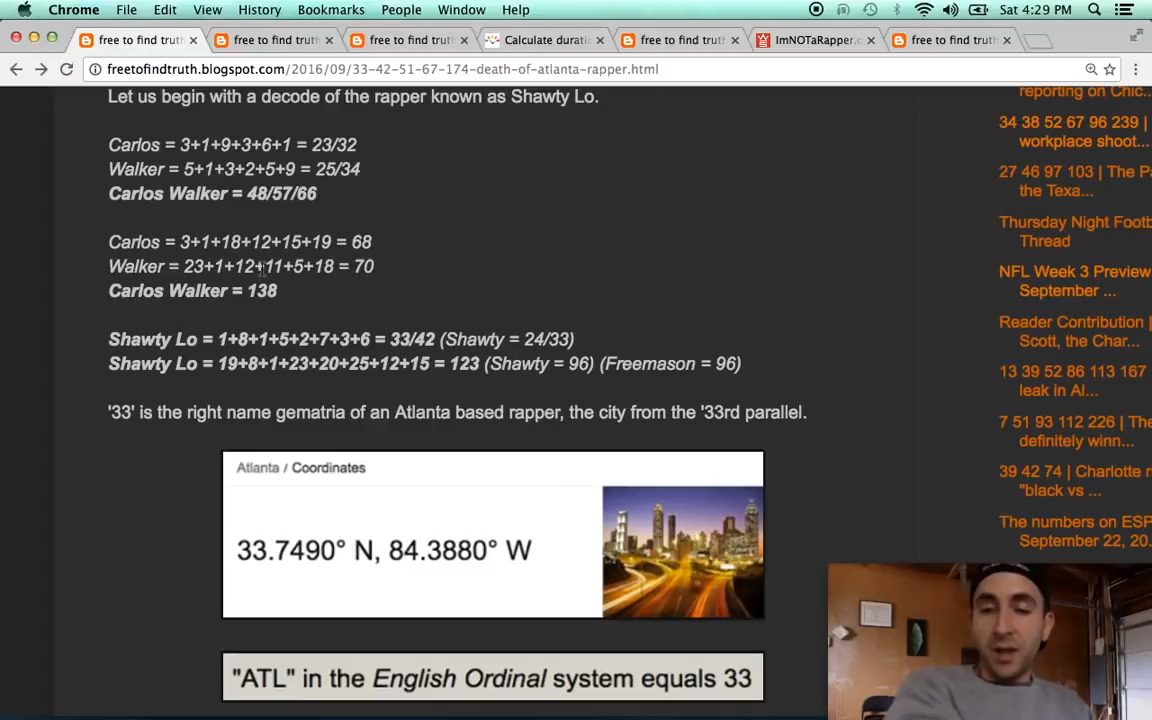 Chrome File Edit View History Bookmarks People Window Help Sat 4:29 PM
free to find truth × free to find truth × free to find truth × Calculate durati × free to find truth × ImNOTaRapper.c × free to find truth ×
freetofindtruth.blogspot.com/2016/09/33-42-51-67-174-death-of-atlanta-rapper.html
Let us begin with a decode of the rapper known as Shawty Lo.
Carlos = 3+1+9+3+6+1 = 23/32
Walker = 5+1+3+2+5+9 = 25/34
Carlos Walker = 48/57/66
Carlos = 3+1+18+12+15+19 = 68
Walker = 23+1+12+11+5+18 = 70
Carlos Walker = 138
Shawty Lo = 1+8+1+5+2+7+3+6 = 33/42 (Shawty = 24/33)
Shawty Lo = 19+8+1+23+20+25+12+15 = 123 (Shawty = 96) (Freemason = 96)
'33' is the right name gematria of an Atlanta based rapper, the city from the '33rd parallel.
Atlanta / Coordinates
33.7490° N, 84.3880° W
"ATL" in the English Ordinal system equals 33
reporting on Chic...
34 38 52 67 96 239 |
workplace shoot...
27 46 97 103 | The Pa
the Texa...
Thursday Night Footb
Thread
NFL Week 3 Preview
September ...
Reader Contribution |
Scott, the Char...
13 39 52 86 113 167
leak in Al...
7 51 93 112 226 | The
definitely winn...
39 42 74 | Charlotte r
"black vs ...
The numbers on ESP
September 22, 20.